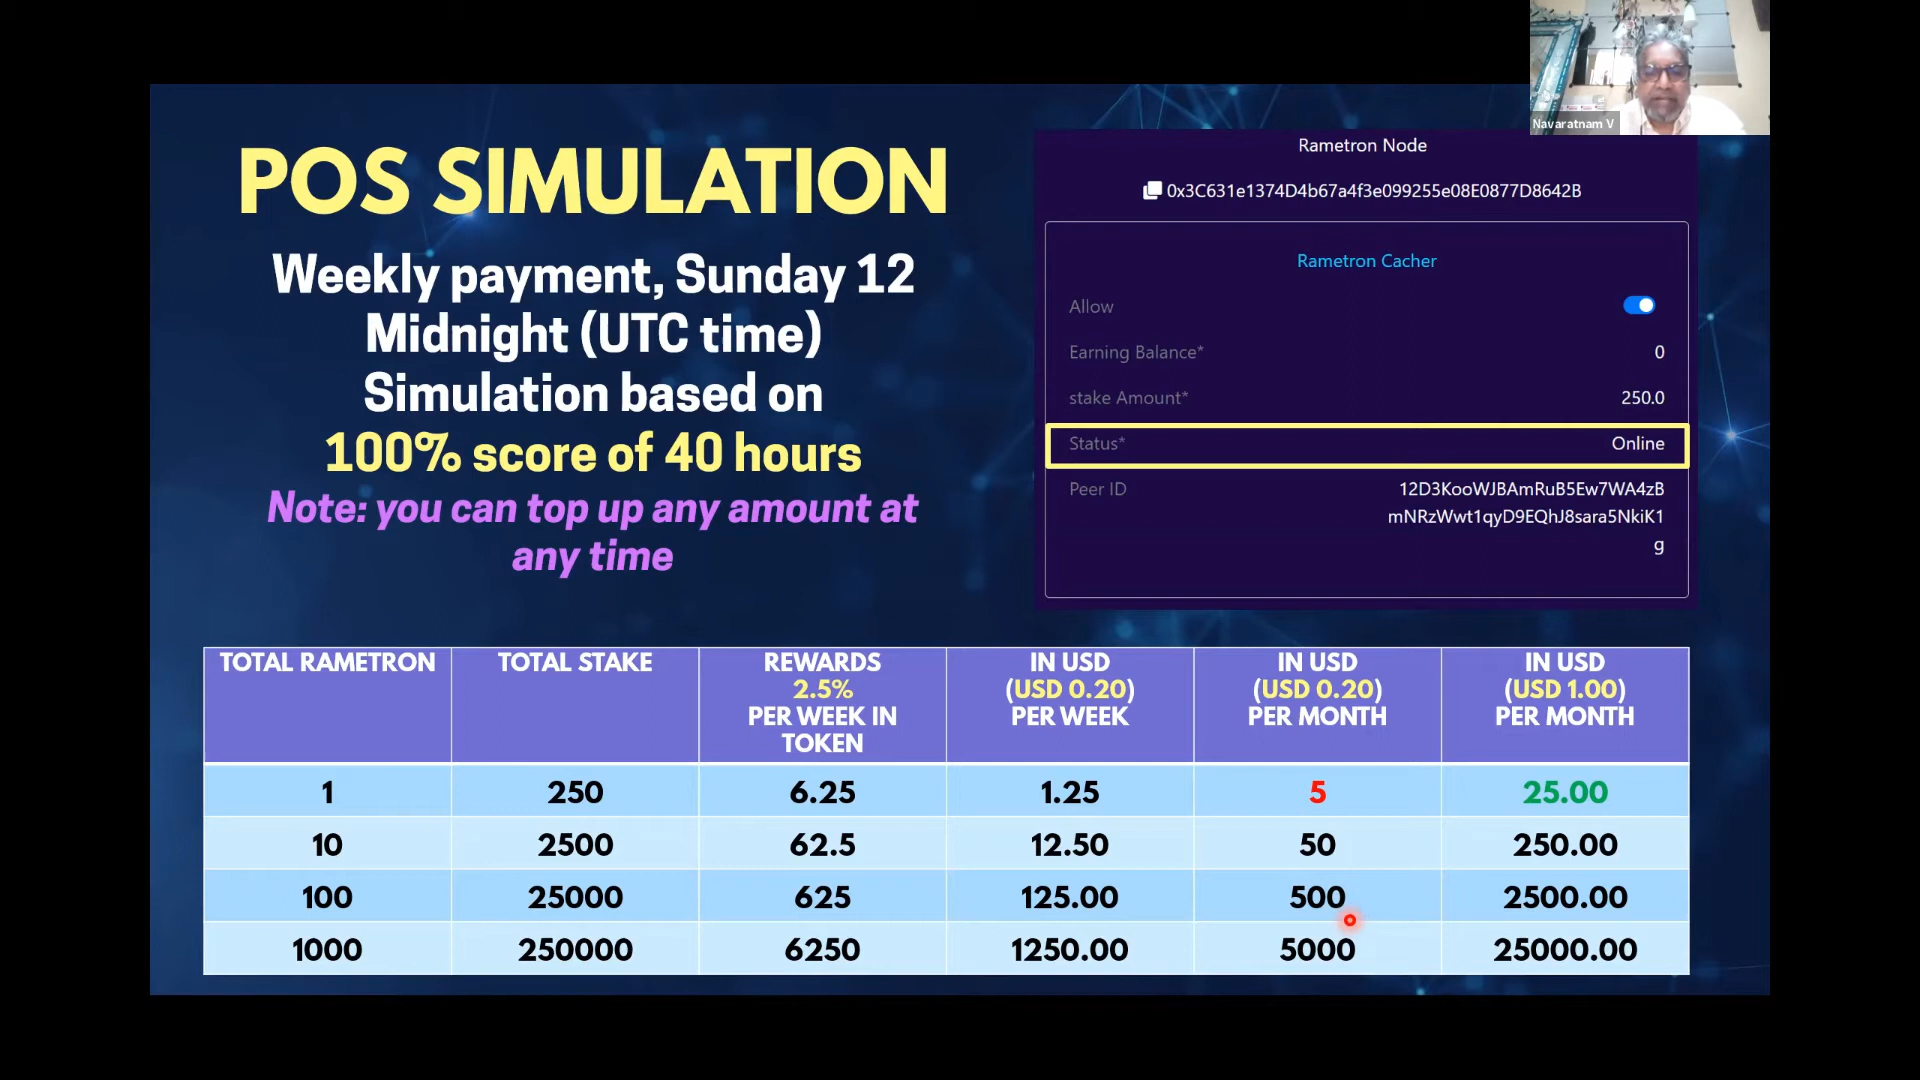 Navaratnam V
POS SIMULATION
Weekly payment, Sunday 12
Midnight (UTC time)
Simulation based on
100% score of 40 hours
Note: you can top up any amount at
any time
Rametron Node
0x3C631e1374D4b67a4f3e099255e08E0877D8642B
Rametron Cacher
Allow
Earning Balance* 0
stake Amount* 250.0
Status* Online
Peer ID 12D3KooWJBAmRuB5Ew7WA4zB
mNRzWwt1qyD9EQhJ8sara5NkiK1
g
TOTAL RAMETRON TOTAL STAKE REWARDS IN USD IN USD IN USD
2.5% (USD 0.20) (USD 0.20) (USD 1.00)
PER WEEK IN PER WEEK PER MONTH PER MONTH
TOKEN
1 250 6.25 1.25 5 25.00
10 2500 62.5 12.50 50 250.00
100 25000 625 125.00 500 2500.00
1000 250000 6250 1250.00 5000 25000.00